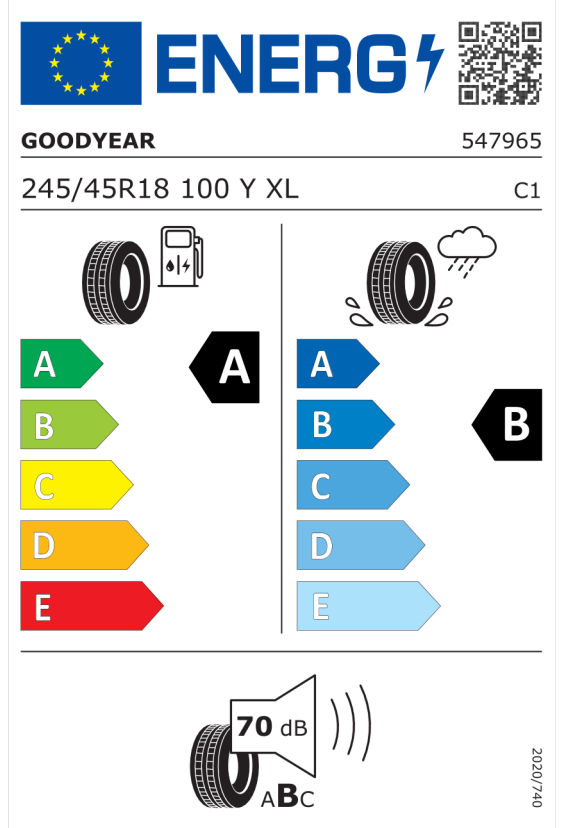 ENERG
GOODYEAR 547965
245/45R18 100 Y XL C1
A A A
B B B
C C
D D
E E
70 dB
ABC
2020/740